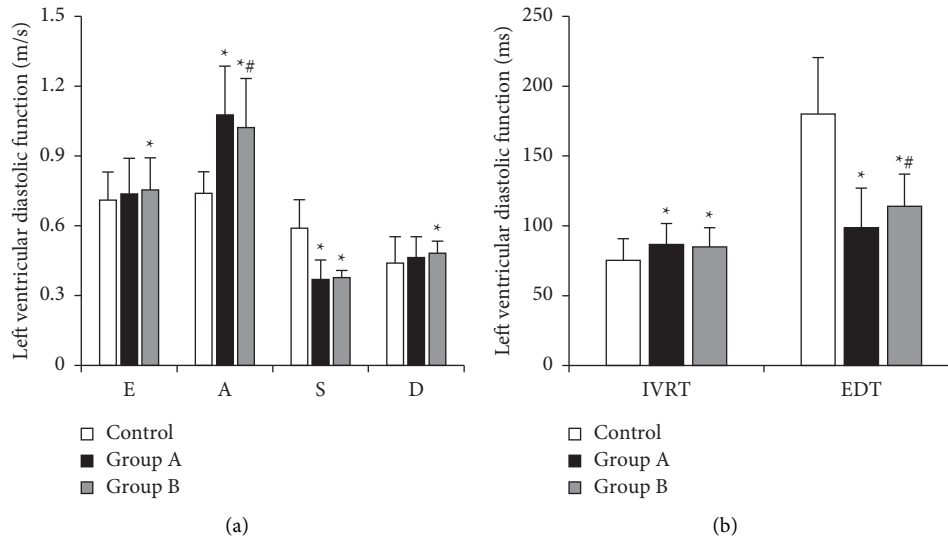 Left ventricular diastolic function (m/s)
1.5
1.2
0.9
0.6
0.3
0
*
*
*#
*
*
*
E
A
S
D
Control
Group A
Group B
(a)
Left ventricular diastolic function (ms)
250
200
150
100
50
0
*
*
*
*#
IVRT
EDT
Control
Group A
Group B
(b)